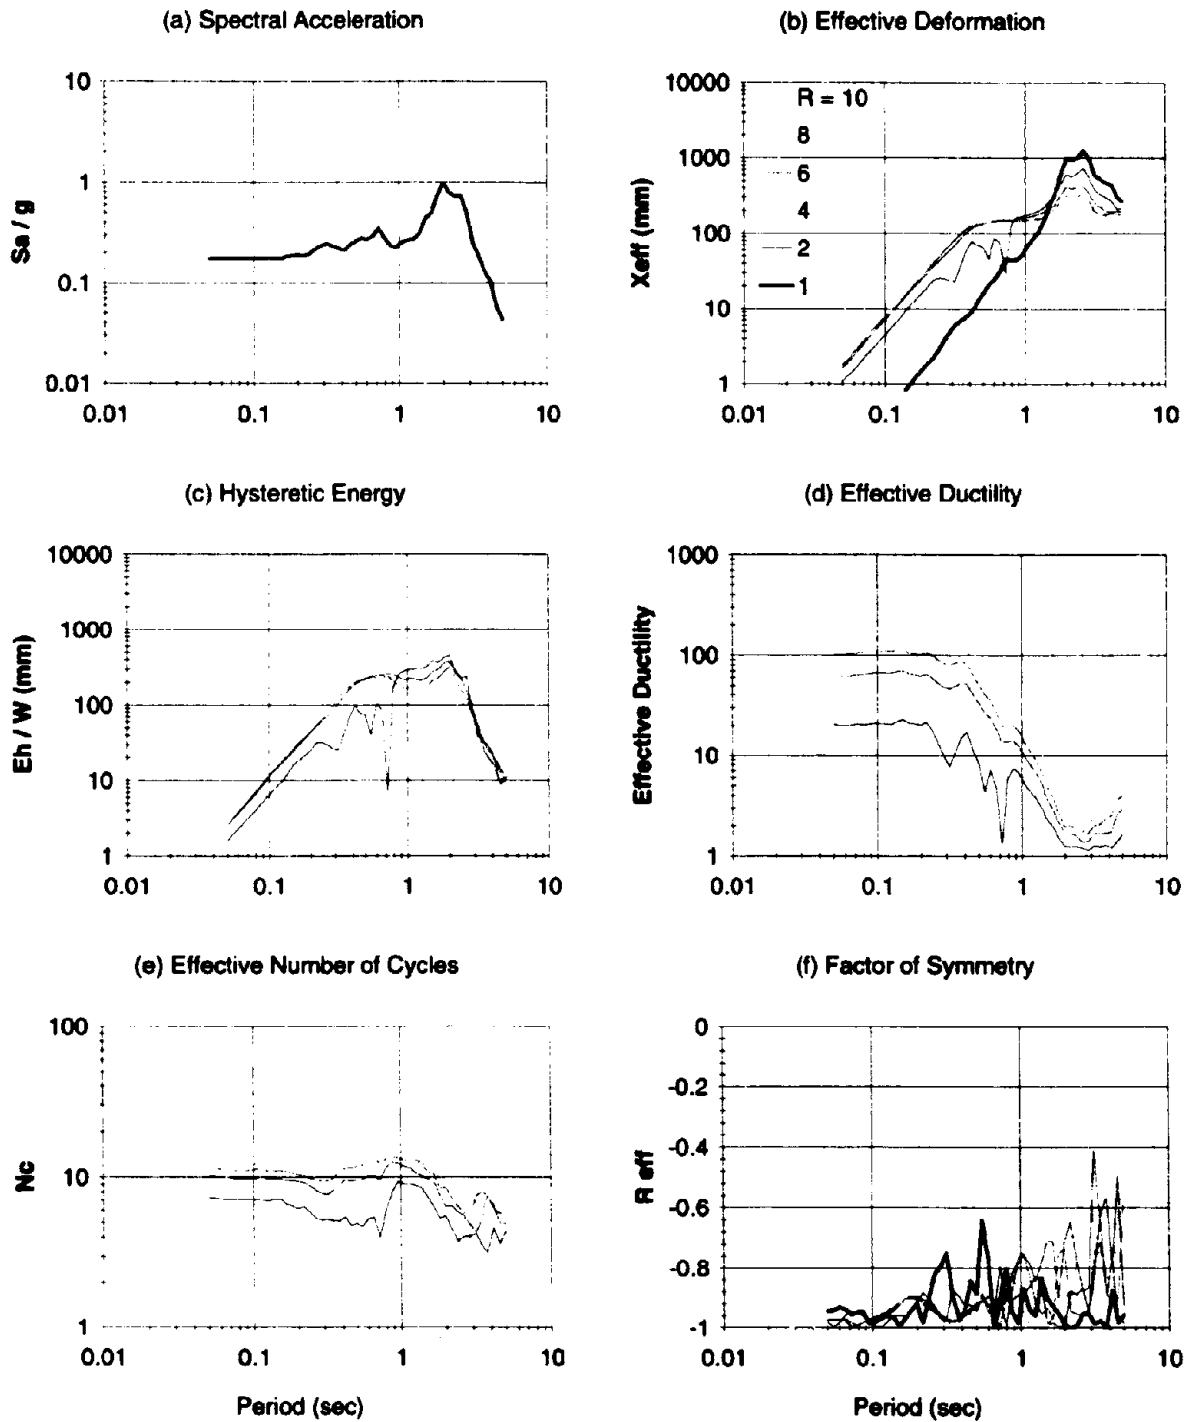 (a) Spectral Acceleration
(b) Effective Deformation
10
1
0.1
0.01
Sa / g
0.01 0.1 1 10
10000
1000
100
10
1
Xeff (mm)
R = 10
8
6
4
2
1
0.01 0.1 1 10
(c) Hysteretic Energy
(d) Effective Ductility
10000
1000
100
10
1
Eh / W (mm)
0.01 0.1 1 10
1000
100
10
1
Effective Ductility
0.01 0.1 1 10
(e) Effective Number of Cycles
(f) Factor of Symmetry
100
10
1
Nc
0.01 0.1 1 10
Period (sec)
0
-0.2
-0.4
-0.6
-0.8
-1
R eff
0.01 0.1 1 10
Period (sec)